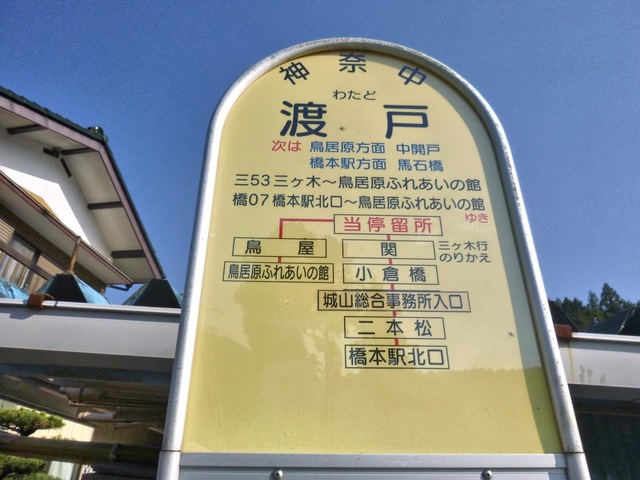 神奈中
わたど
渡戸
次は 鳥居原方面 中開戸
橋本駅方面 馬石橋
三53 三ヶ木～鳥居原ふれあいの館
橋07 橋本駅北口～鳥居原ふれあいの館
ゆき
当停留所
鳥屋
関
三ヶ木行
のりかえ
鳥居原ふれあいの館
小倉橋
城山総合事務所入口
二本松
橋本駅北口